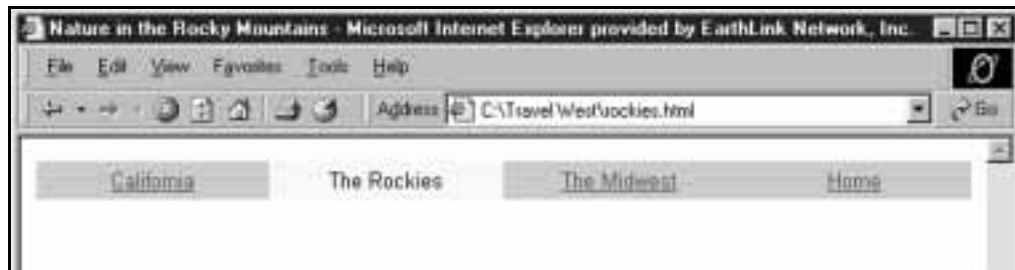 Nature in the Rocky Mountains - Microsoft Internet Explorer provided by EarthLink Network, Inc.
File Edit View Favorites Tools Help
Address C:\Travel West\rockies.html Go
California The Rockies The Midwest Home